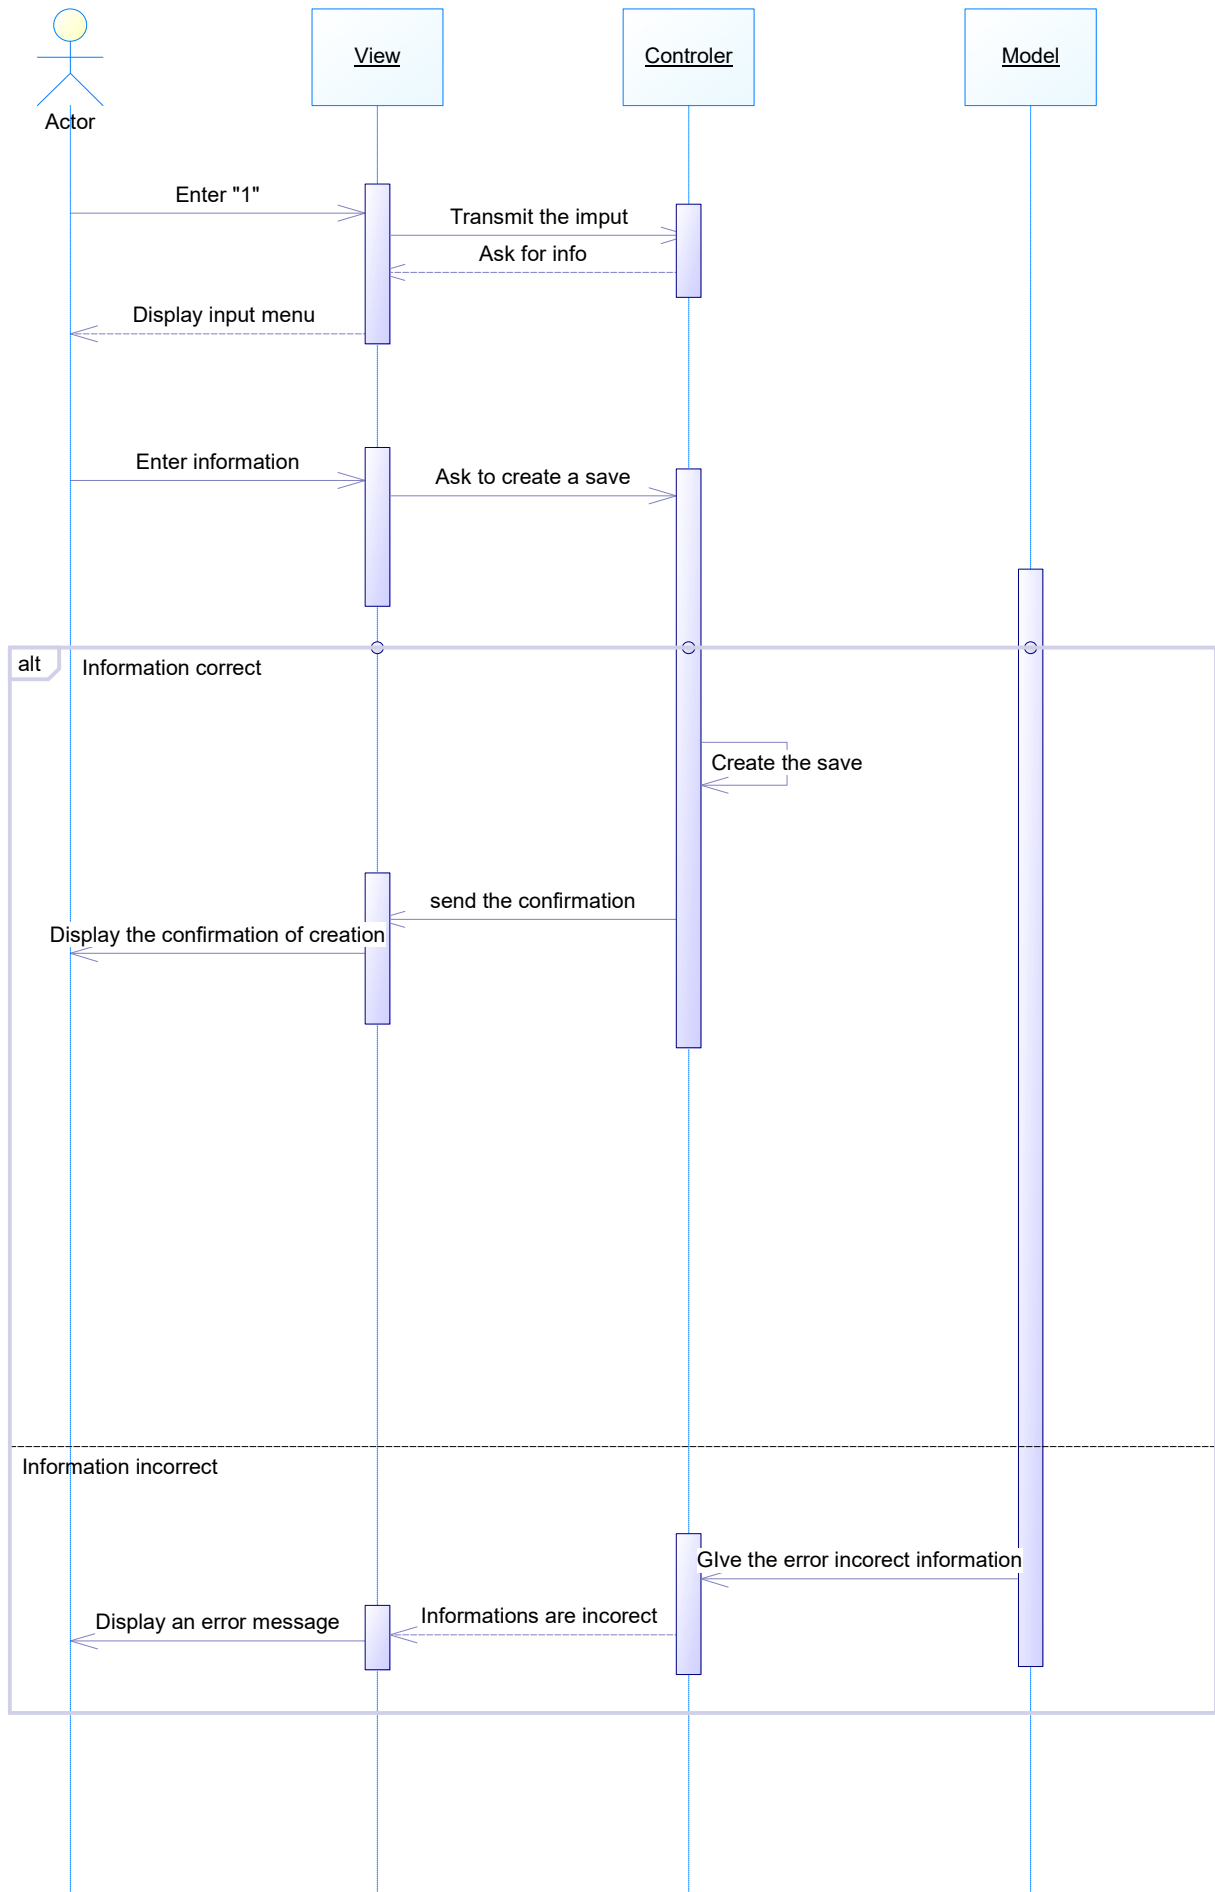 View
Controler
Model
Actor
Enter "1"
Transmit the imput
Ask for info
Display input menu
Enter information
Ask to create a save
alt
Information correct
Create the save
send the confirmation
Display the confirmation of creation
Information incorrect
GIve the error incorect information
Informations are incorect
Display an error message